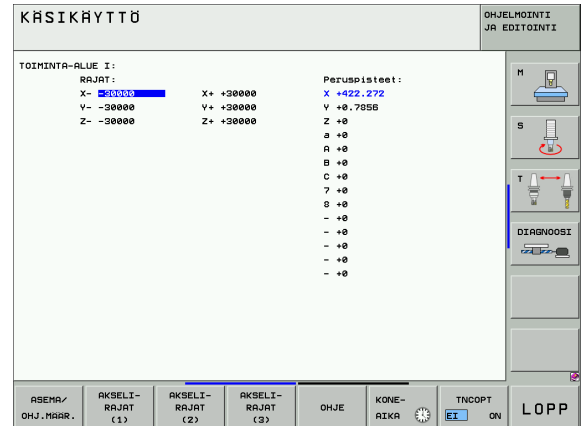 KÄSIKÄYTTÖ
OHJELMOINTI
JA EDITOINTI
TOIMINTA-ALUE I:
RAJAT:
Peruspisteet:
X- -30000 X+ +30000 X +422.272
Y- -30000 Y+ +30000 Y +0.7856
Z- -30000 Z+ +30000 Z +0
a +0
A +0
B +0
C +0
7 +0
8 +0
- +0
- +0
- +0
- +0
- +0
M
S
T
DIAGNOOSI
ASEMA/
OHJ.MÄÄR.
AKSELI-
RAJAT
(1)
AKSELI-
RAJAT
(2)
AKSELI-
RAJAT
(3)
OHJE
KONE-
AIKA
TNCOPT
EI ON
LOPP